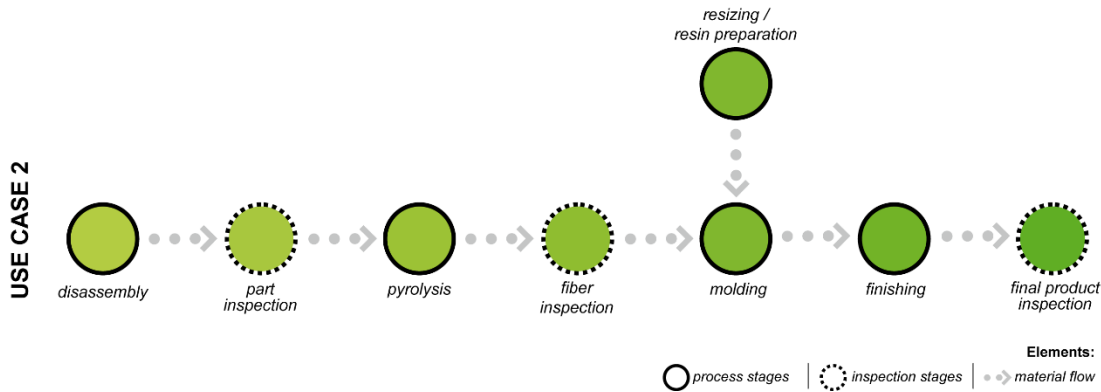 resizing /
resin preparation
USE CASE 2
disassembly
part
inspection
pyrolysis
fiber
inspection
molding
finishing
final product
inspection
Elements:
process stages
inspection stages
material flow